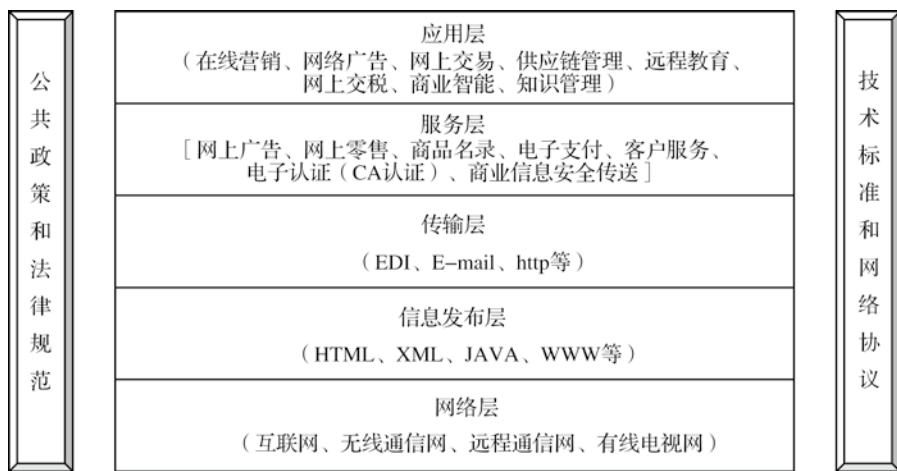 公共政策和法律规范
应用层
(在线营销、网络广告、网上交易、供应链管理、远程教育、
网上交税、商业智能、知识管理)
服务层
[网上广告、网上零售、商品名录、电子支付、客户服务、
电子认证(CA认证)、商业信息安全传送]
传输层
(EDI、E-mail、http等)
信息发布层
(HTML、XML、JAVA、WWW等)
网络层
(互联网、无线通信网、远程通信网、有线电视网)
技术标准和网络协议